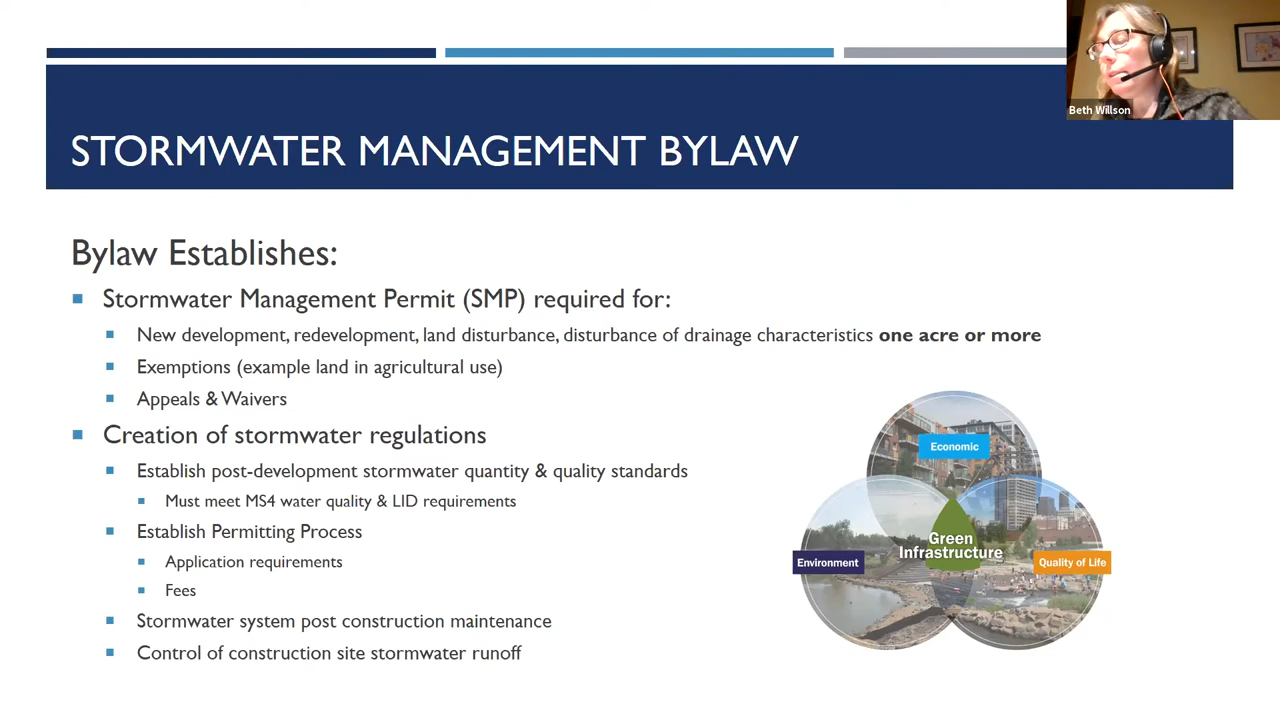 Beth Willson
STORMWATER MANAGEMENT BYLAW
Bylaw Establishes:
Stormwater Management Permit (SMP) required for:
New development, redevelopment, land disturbance, disturbance of drainage characteristics one acre or more
Exemptions (example land in agricultural use)
Appeals & Waivers
Creation of stormwater regulations
Establish post-development stormwater quantity & quality standards
Must meet MS4 water quality & LID requirements
Establish Permitting Process
Application requirements
Fees
Stormwater system post construction maintenance
Control of construction site stormwater runoff
Economic
Green
Infrastructure
Environment
Quality of Life